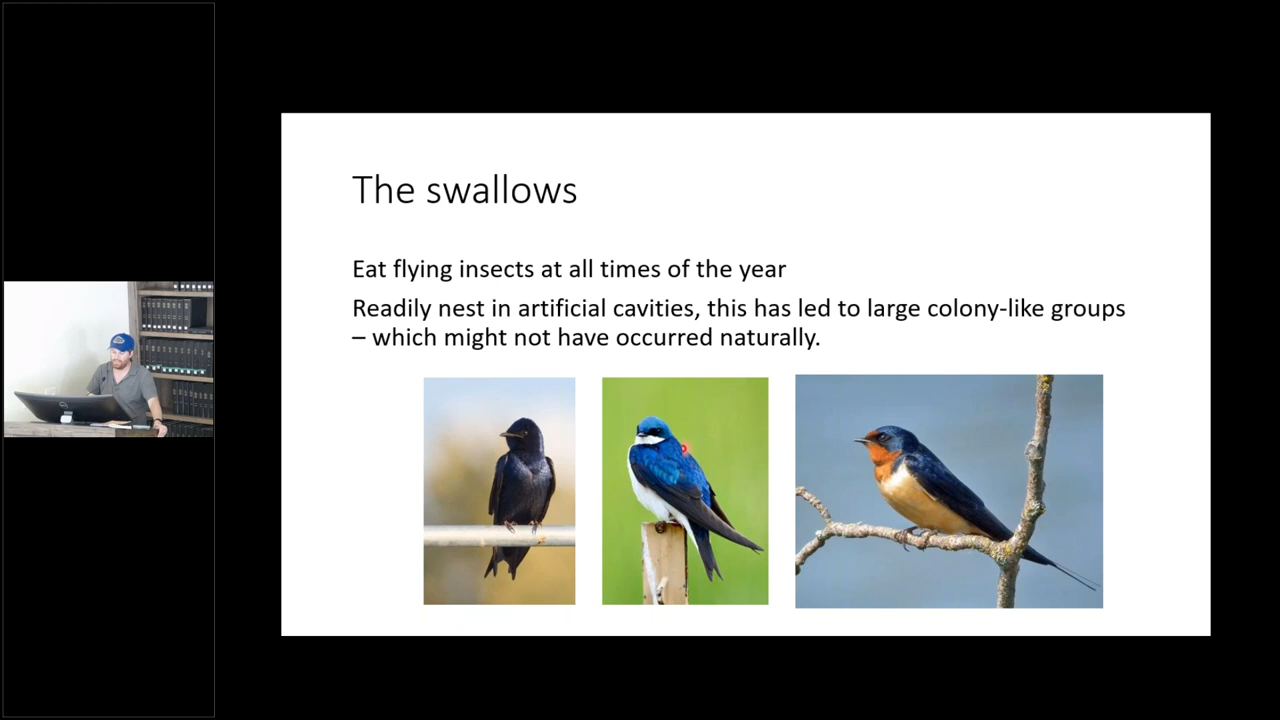 The swallows
Eat flying insects at all times of the year
Readily nest in artificial cavities, this has led to large colony-like groups
– which might not have occurred naturally.